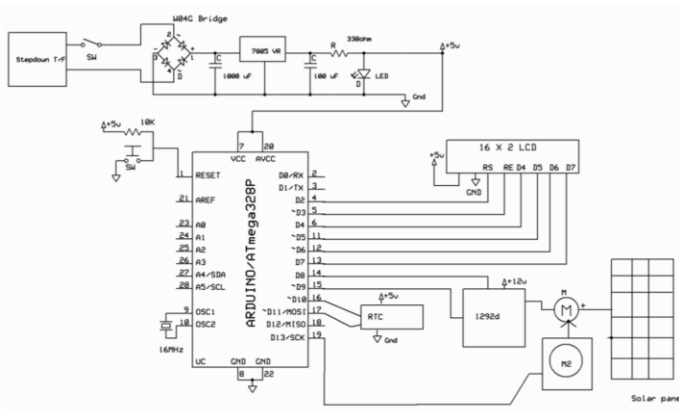 W04G Bridge
2
~
-
3
+
1
4
~
D
Stepdown T/F
SW
C
1000 uF
7805 VR
C
100 uF
330ohm
R
LED
D
+5v
Gnd
+5v
10K
SW
7
20
VCC AVCC
1 RESET
21 AREF
23 A0
24 A1
25 A2
26 A3
27 A4/SDA
28 A5/SCL
9 OSC1
10 OSC2
16MHz
UC
GND GND
8
22
ARDUINO/ATmega328P
D0/RX 2
D1/TX 3
D2 4
~D3 5
D4 6
~D5 11
~D6 12
D7 13
D8 14
~D9 15
~D10 16
~D11/MOSI 17
D12/MISO 18
D13/SCK 19
16 X 2 LCD
RS RE D4 D5 D6 D7
+5v
GND
+5v
RTC
Gnd
+12v
1292d
M
M
+
M2
Solar pane